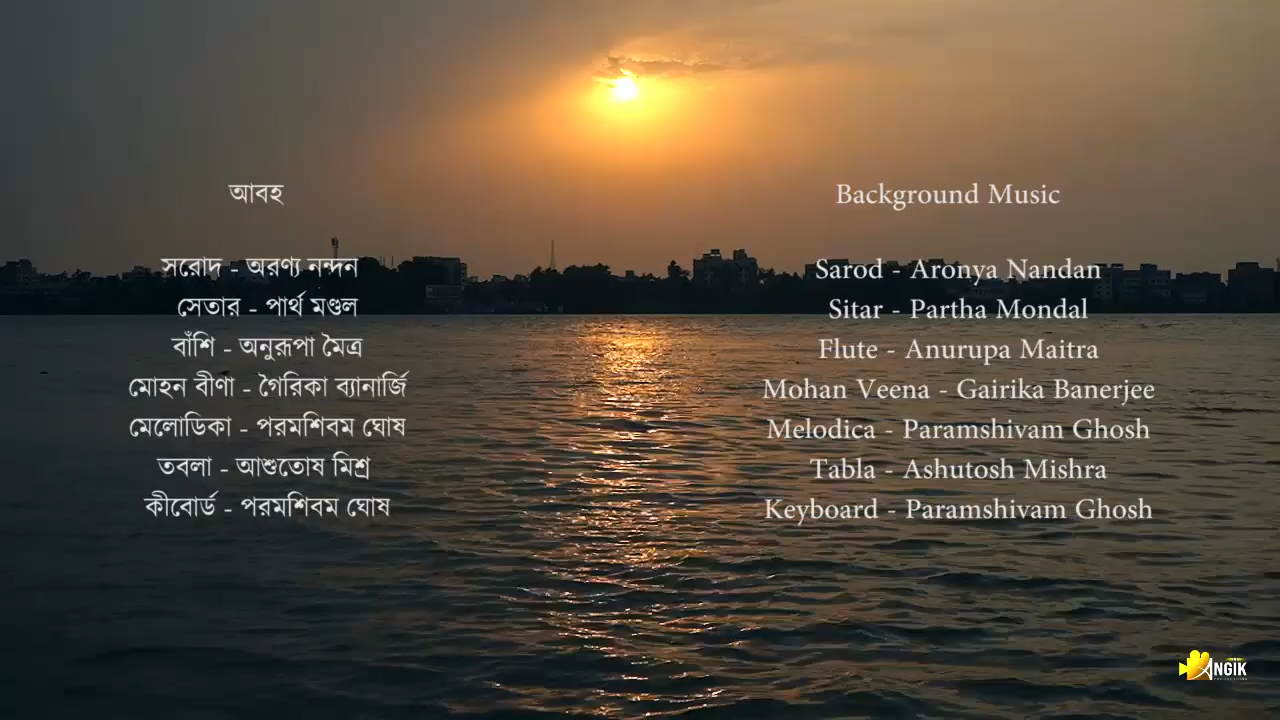 আবহ
সরোদ - অরণ্য নন্দন
সেতার - পার্থ মণ্ডল
বাঁশি - অনুরূপা মৈত্র
মোহন বীণা - গৈরিকা ব্যানার্জি
মেলোডিকা - পরমশিবম ঘোষ
তবলা - আশুতোষ মিশ্র
কীবোর্ড - পরমশিবম ঘোষ
Background Music
Sarod - Aronya Nandan
Sitar - Partha Mondal
Flute - Anurupa Maitra
Mohan Veena - Gairika Banerjee
Melodica - Paramshivam Ghosh
Tabla - Ashutosh Mishra
Keyboard - Paramshivam Ghosh
ANGIK